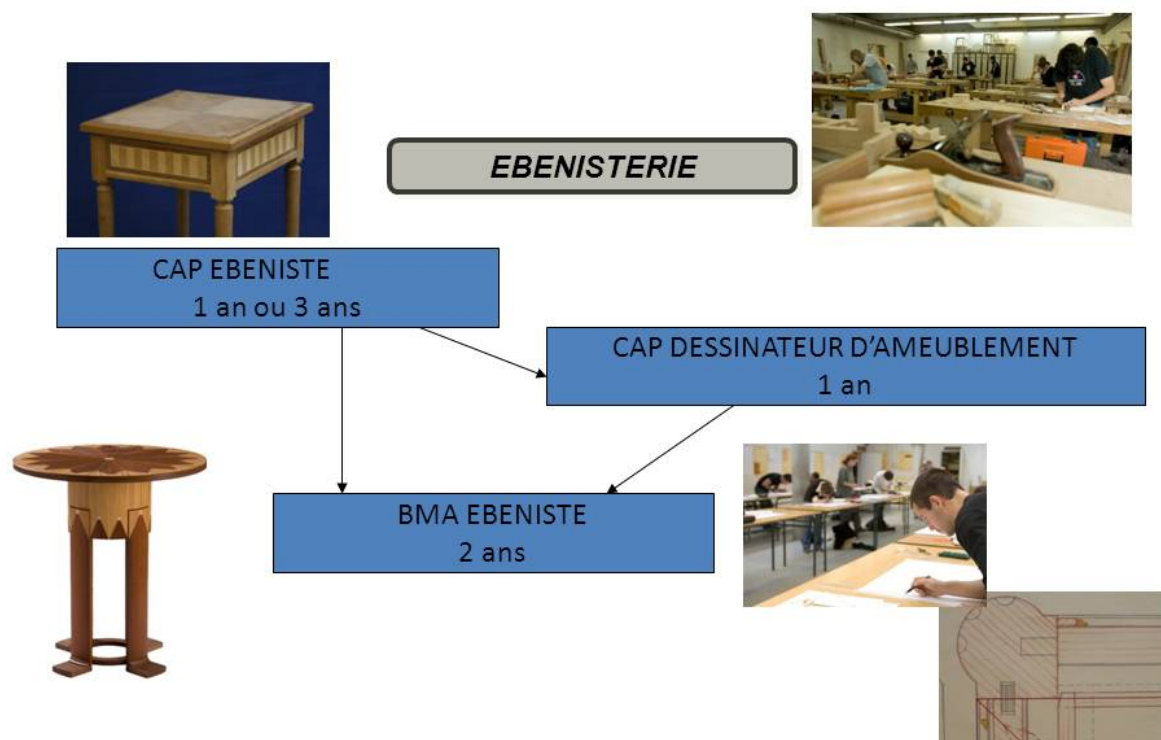 EBENISTERIE
CAP EBENISTE
1 an ou 3 ans
CAP DESSINATEUR D’AMEUBLEMENT
1 an
BMA EBENISTE
2 ans